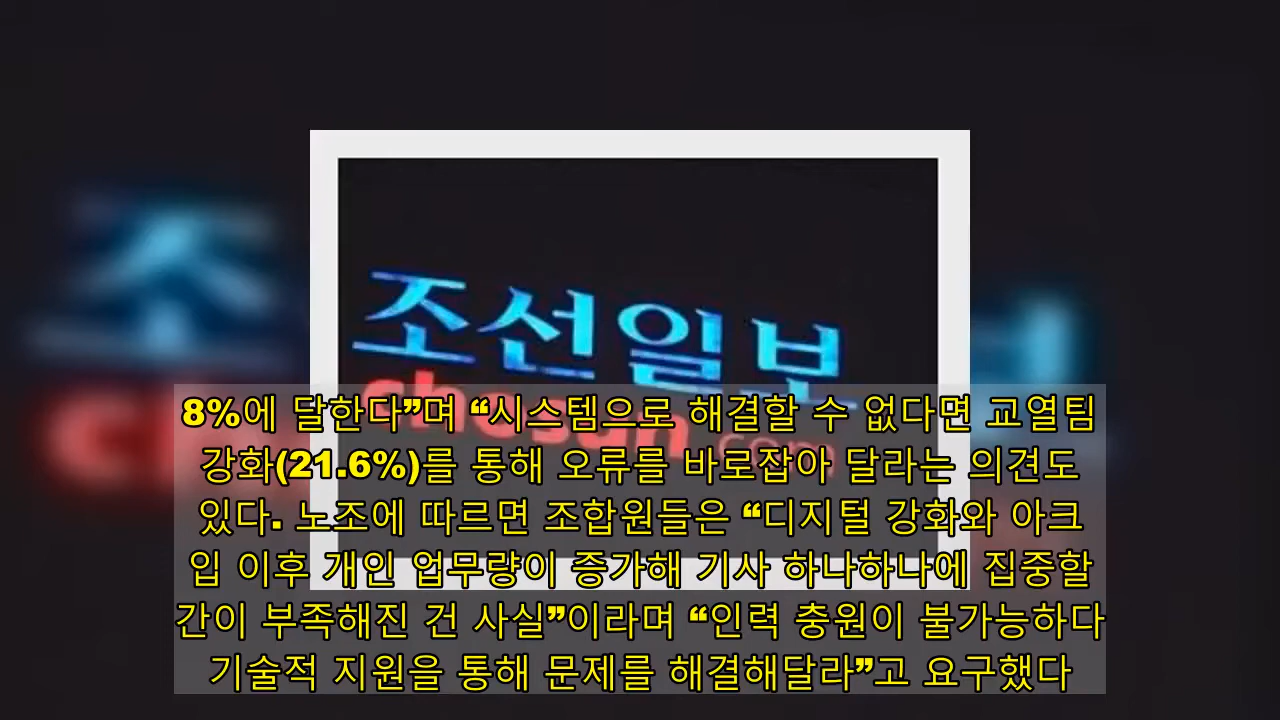 조선일보
chosun.com
8%에 달한다”며 “시스템으로 해결할 수 없다면 교열팀
강화(21.6%)를 통해 오류를 바로잡아 달라는 의견도
있다. 노조에 따르면 조합원들은 “디지털 강화와 아크
입 이후 개인 업무량이 증가해 기사 하나하나에 집중할
간이 부족해진 건 사실”이라며 “인력 충원이 불가능하다
기술적 지원을 통해 문제를 해결해달라”고 요구했다